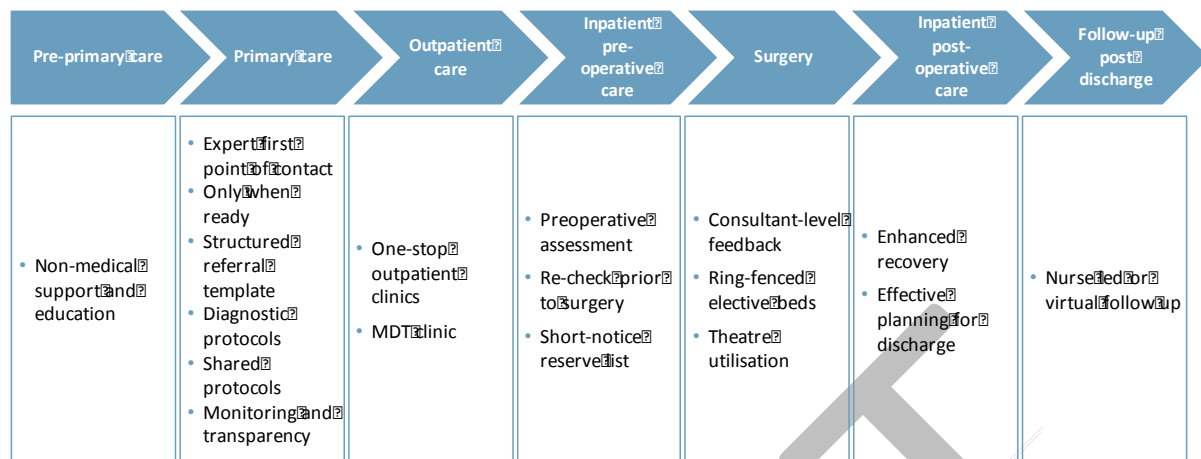 Pre-primary care
Primary care
Outpatient
care
Inpatient
pre-
operative
care
Surgery
Inpatient
post-
operative
care
Follow-up
post
discharge
• Non-medical
support and
education
• Expert first
point of contact
• Only when
ready
• Structured
referral
template
• Diagnostic
protocols
• Shared
protocols
• Monitoring and
transparency
• One-stop
outpatient
clinics
• MDT clinic
• Preoperative
assessment
• Re-check prior
to surgery
• Short-notice
reserve list
• Consultant-level
feedback
• Ring-fenced
elective beds
• Theatre
utilisation
• Enhanced
recovery
• Effective
planning for
discharge
• Nurse led or
virtual follow up